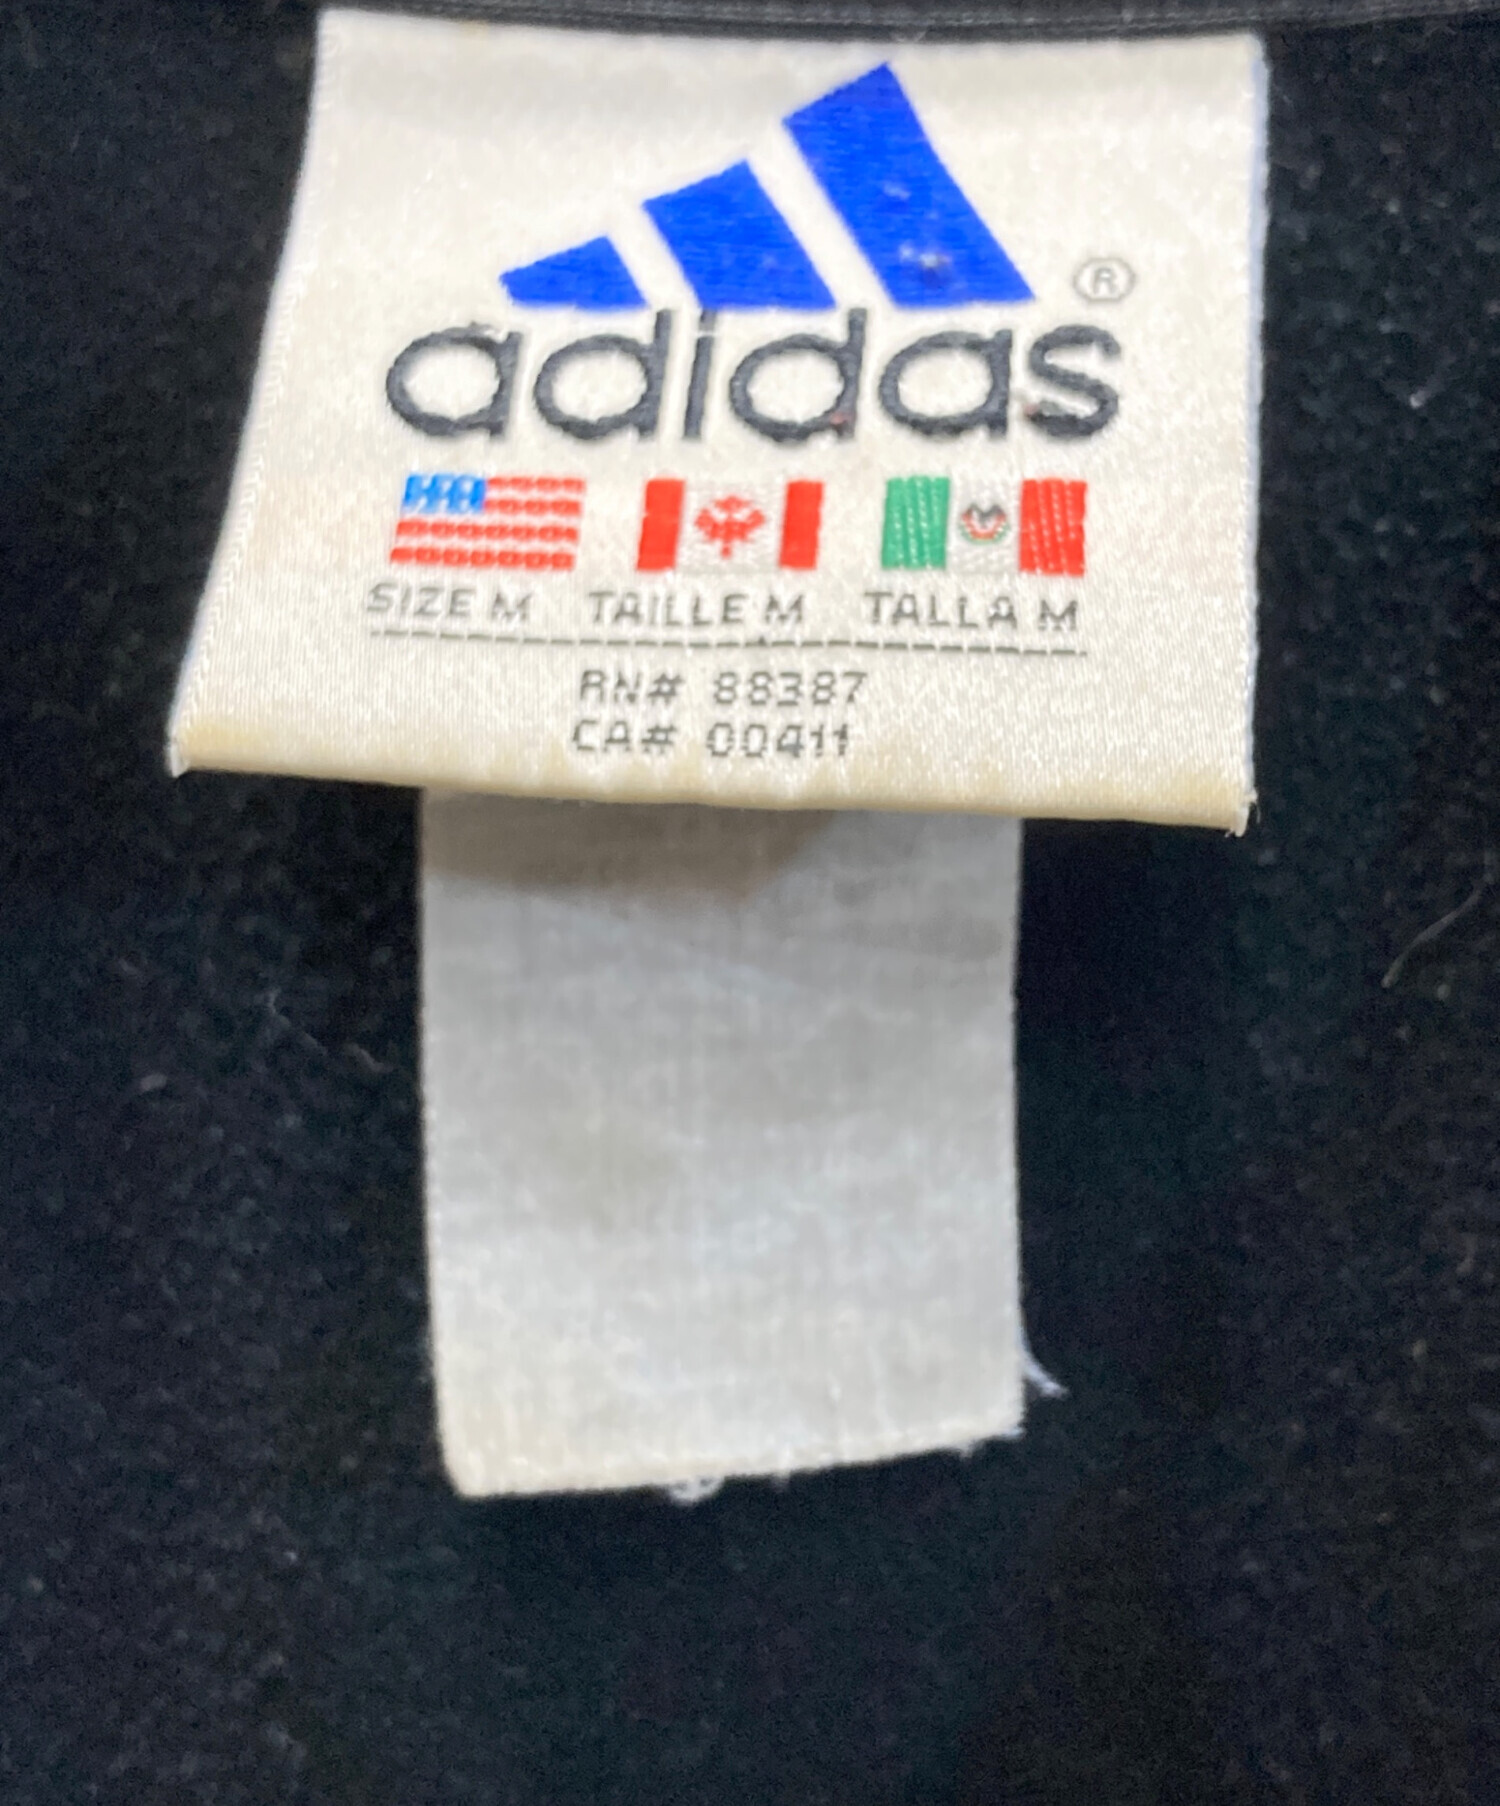 ®
adidas
SIZE M TAILLE M TALLA M
RN# 88387
CA# 00411